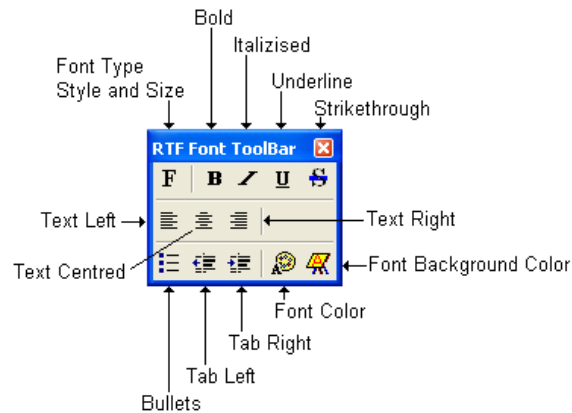 Bold
Italizised
Font Type
Style and Size
Underline
Strikethrough
RTF Font ToolBar
F B I U S
Text Left
Text Right
Text Centred
Font Background Color
A A
Font Color
Tab Right
Tab Left
Bullets